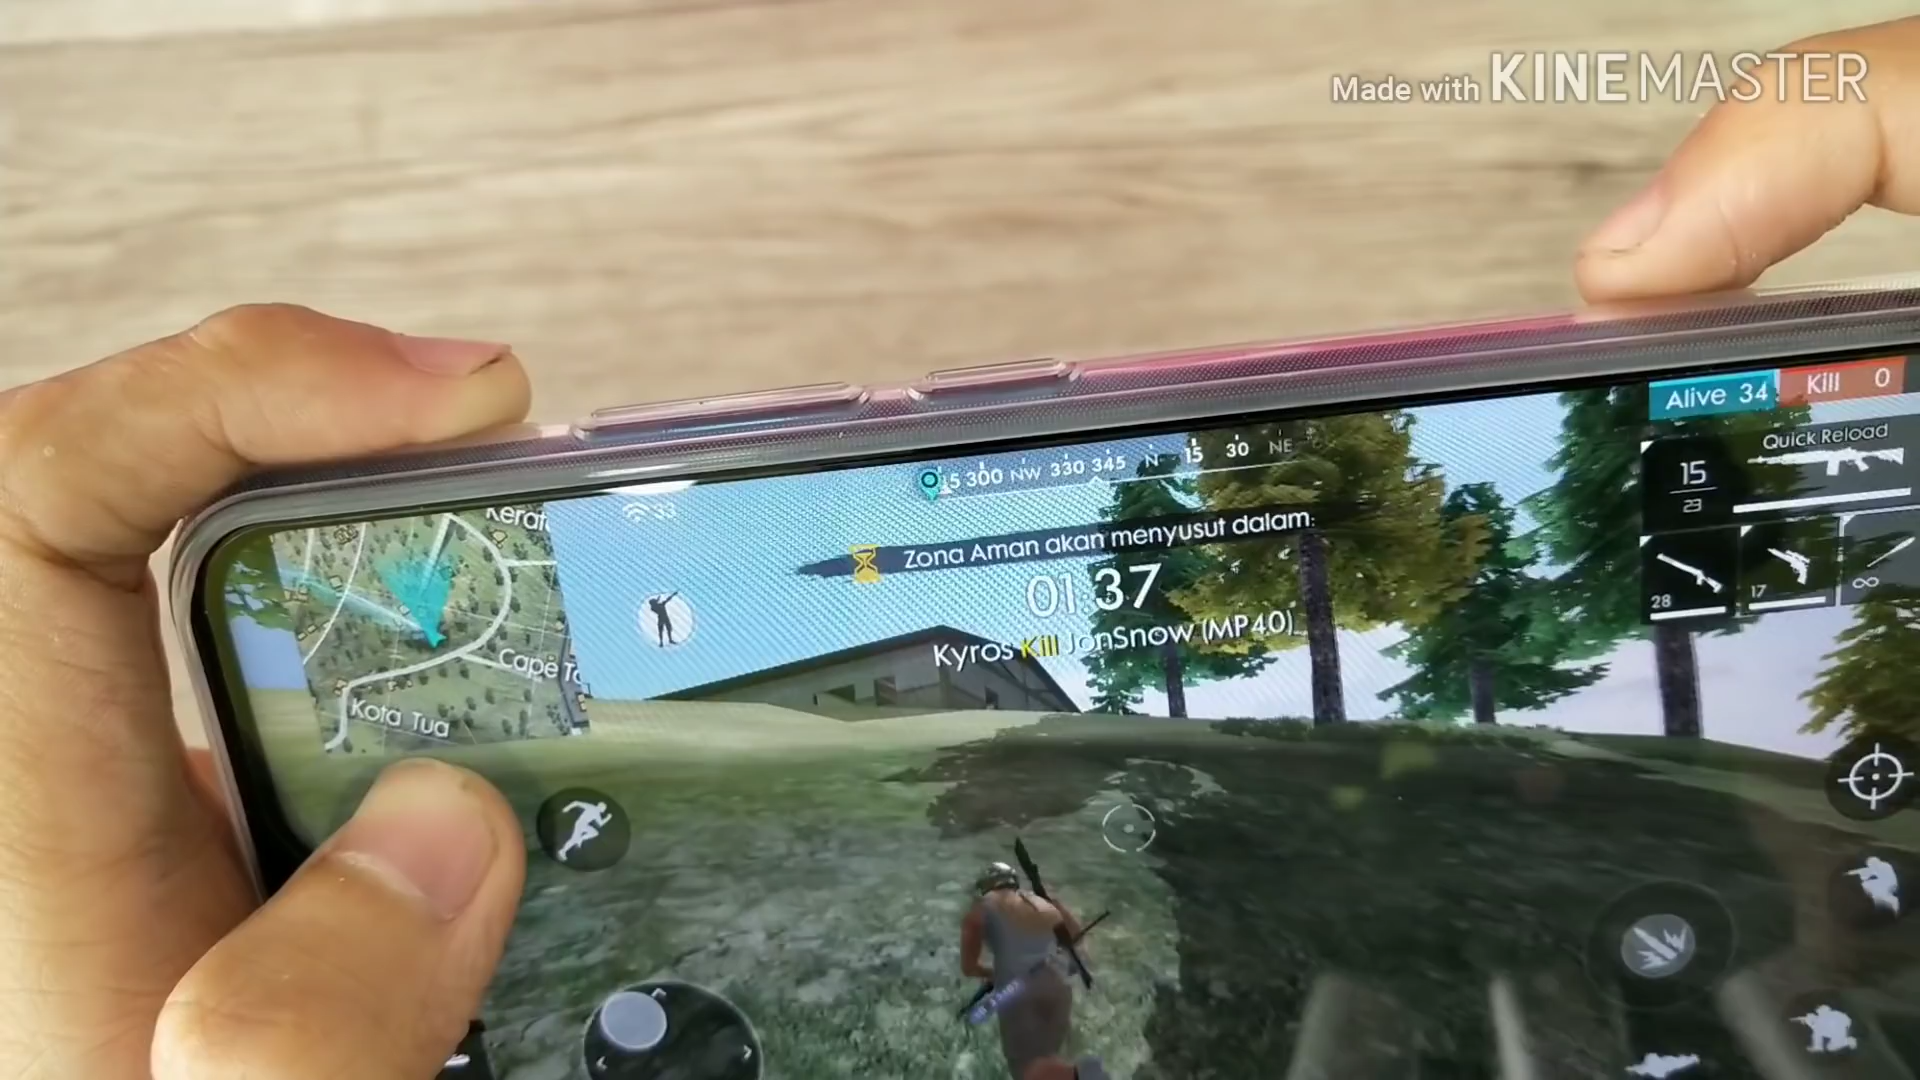 Made with KINEMASTER
Alive 34 Kill 0
300 NW 330 345 N 15 30 NE
Quick Reload
15
23
Zona Aman akan menyusut dalam:
01:37
Kyros Kill JonSnow (MP40)
28
17
∞
33
Kota Tua